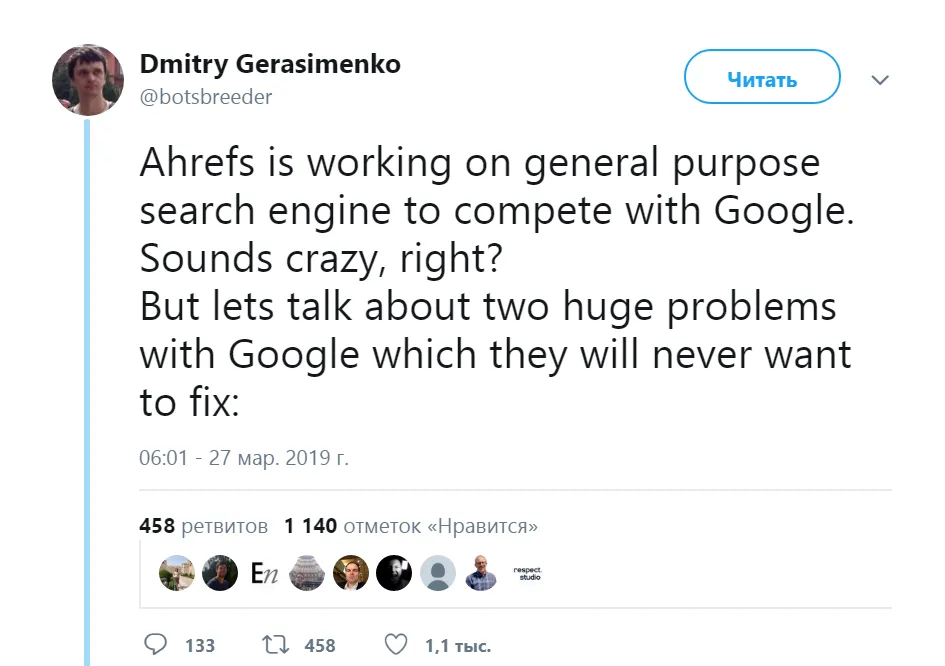 Dmitry Gerasimenko
@botsbreeder
Читать
Ahrefs is working on general purpose
search engine to compete with Google.
Sounds crazy, right?
But lets talk about two huge problems
with Google which they will never want
to fix:
06:01 - 27 мар. 2019 г.
458 ретвитов 1 140 отметок «Нравится»
En
respect.
studio
133 458 1,1 тыс.